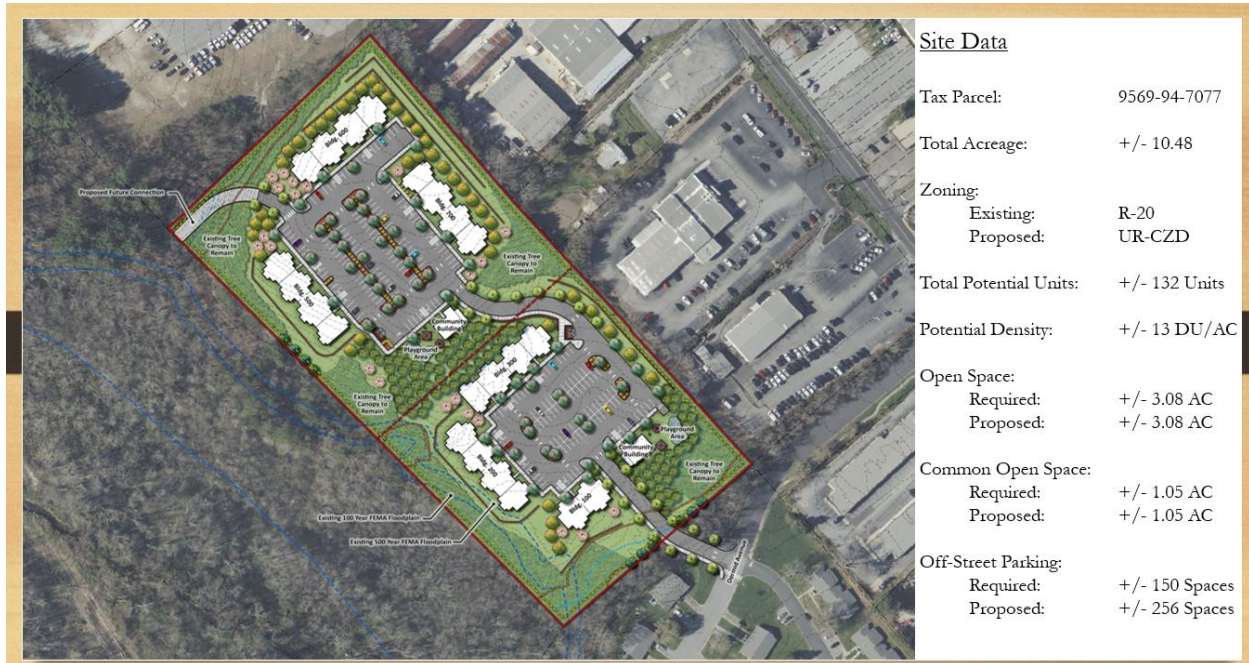 Site Data
Tax Parcel: 9569-94-7077
Total Acreage: +/- 10.48
Zoning:
Existing: R-20
Proposed: UR-CZD
Total Potential Units: +/- 132 Units
Potential Density: +/- 13 DU/AC
Open Space:
Required: +/- 3.08 AC
Proposed: +/- 3.08 AC
Common Open Space:
Required: +/- 1.05 AC
Proposed: +/- 1.05 AC
Off-Street Parking:
Required: +/- 150 Spaces
Proposed: +/- 256 Spaces
Bldg. 600
Proposed Future Connection
Bldg. 700
Existing Tree
Canopy to
Remain
Existing Tree
Canopy to
Remain
Bldg. 500
Community
Building
Playground
Area
Bldg. 300
Existing Tree
Canopy to
Remain
Playground
Area
Community
Building
Bldg. 200
Existing Tree
Canopy to
Remain
Bldg. 100
Existing 100 Year FEMA Floodplain
Existing 500 Year FEMA Floodplain
Dermid Avenue